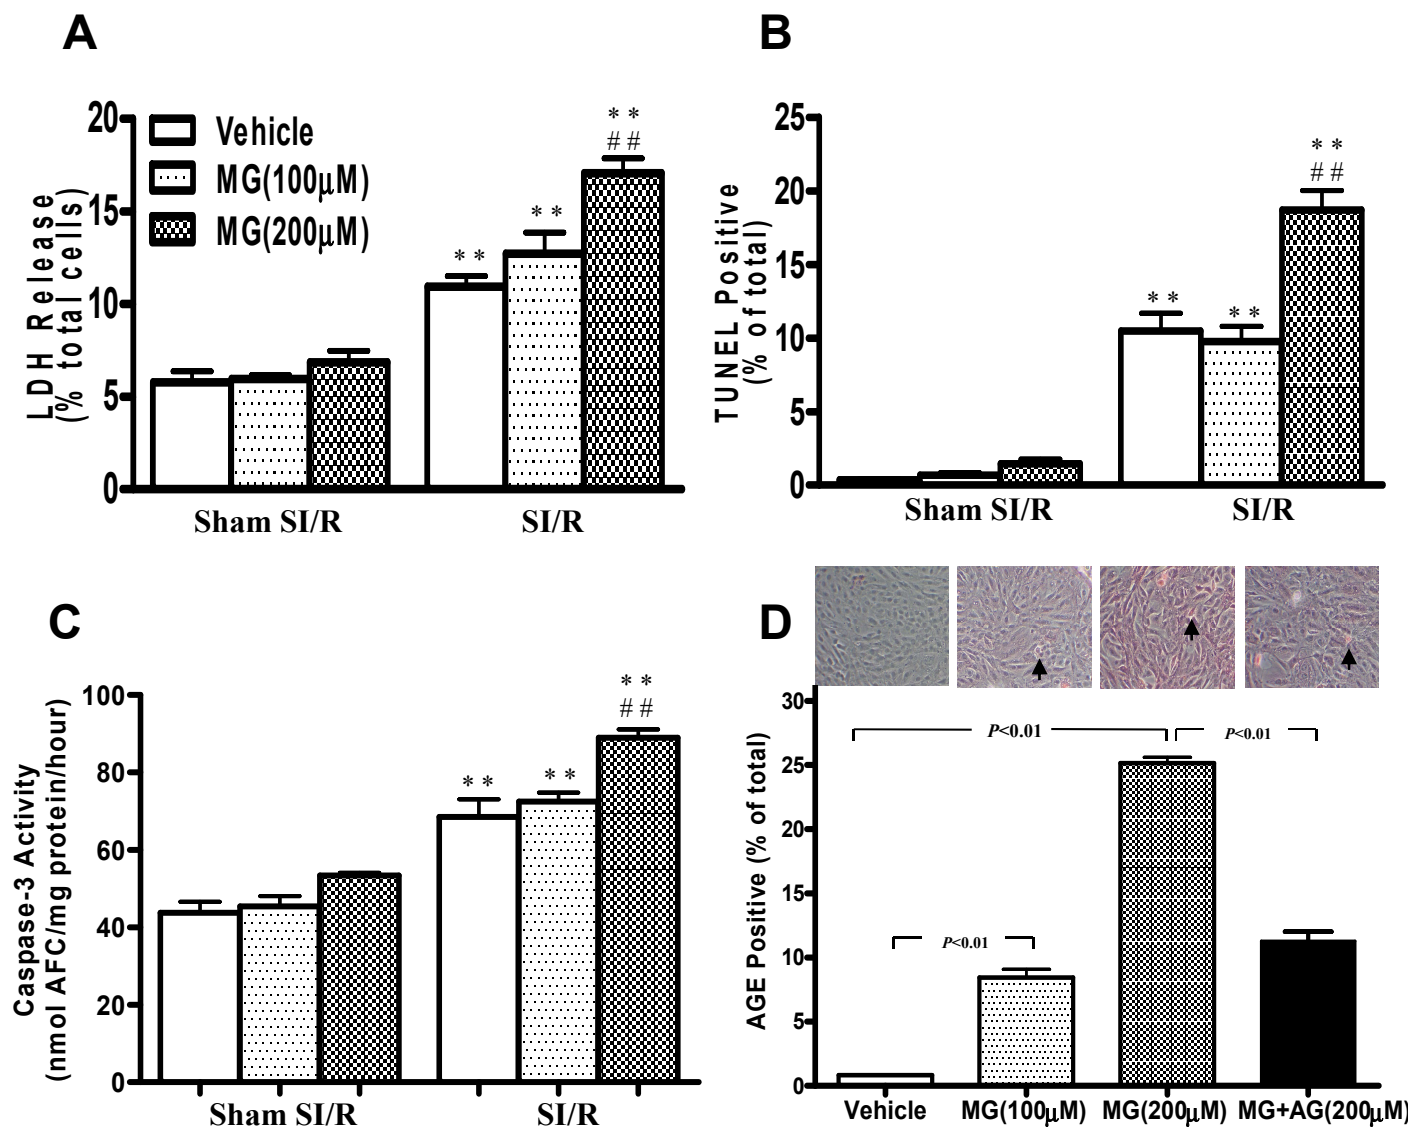 A
LDH Release
(% total cells)
20
15
10
5
0
Vehicle
MG(100μM)
MG(200μM)
* *
* *
* *
# #
Sham SI/R
SI/R
B
TUNEL Positive
(% of total)
25
20
15
10
5
0
* *
* *
* *
# #
Sham SI/R
SI/R
C
Caspase-3 Activity
(nmol AFC/mg protein/hour)
100
80
60
40
20
0
* *
* *
* *
# #
Sham SI/R
SI/R
D
AGE Positive (% of total)
30
25
20
15
10
5
0
P<0.01
P<0.01
P<0.01
Vehicle
MG(100μM)
MG(200μM)
MG+AG(200μM)